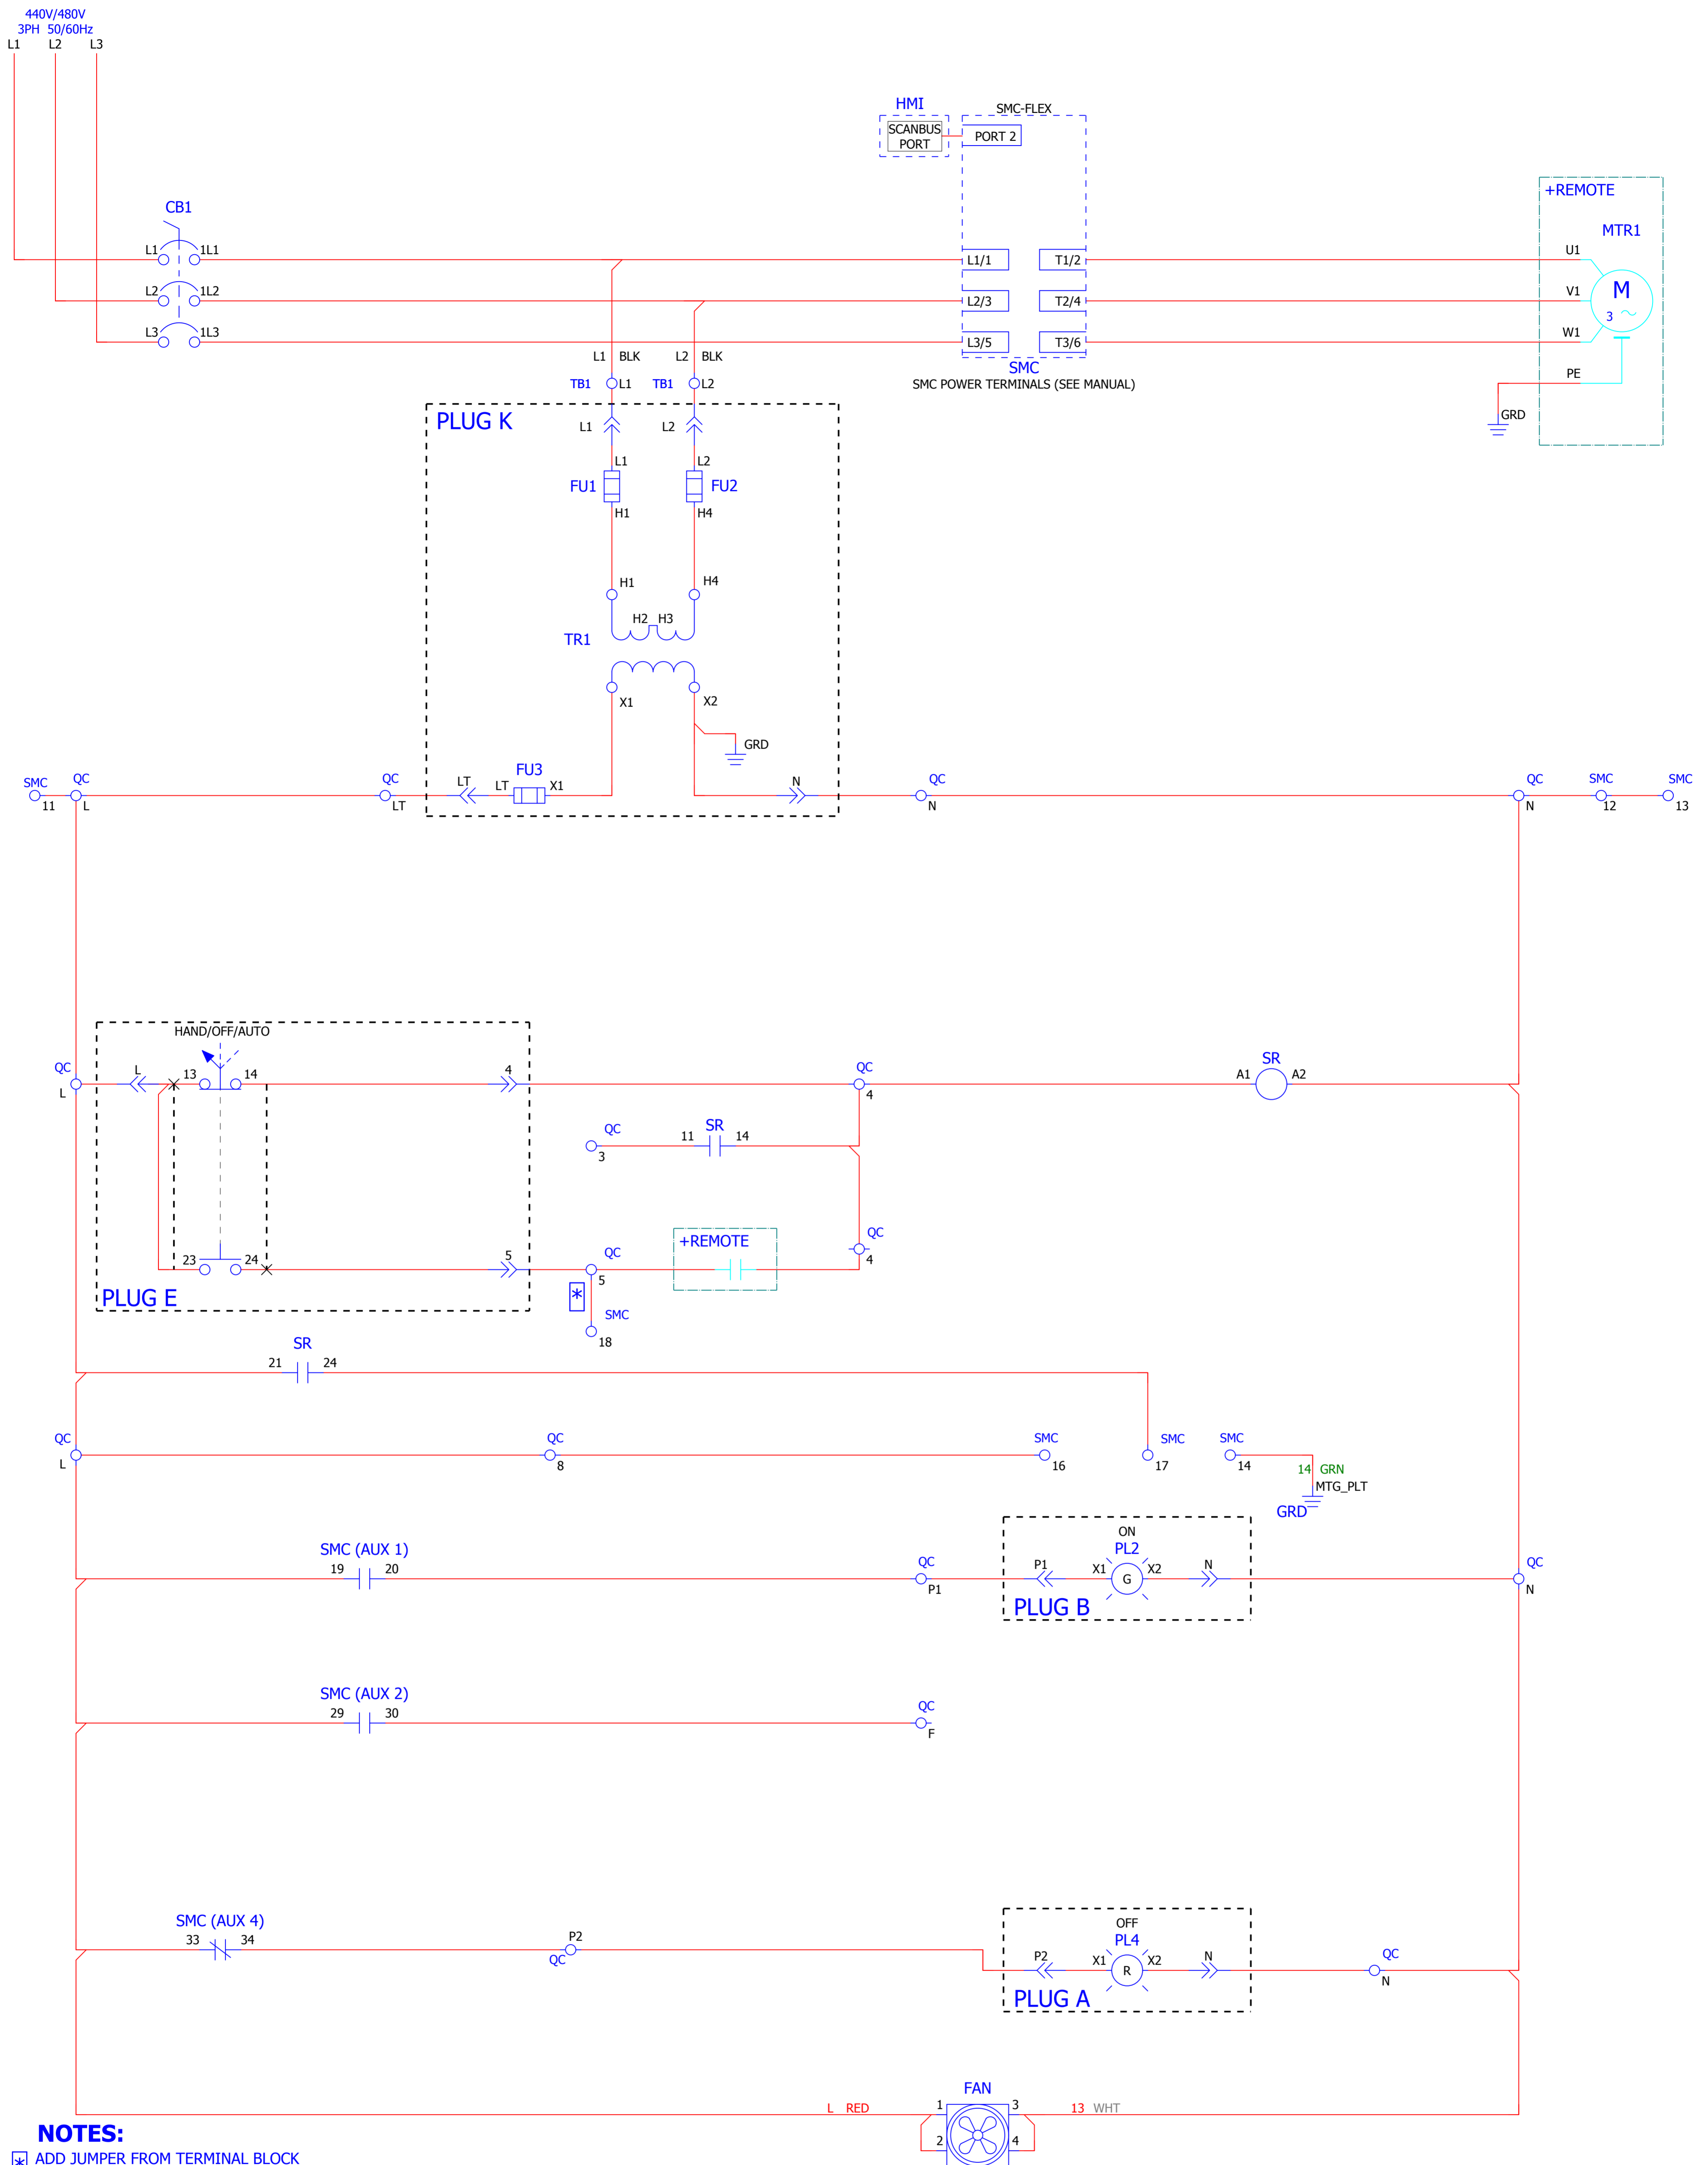 440V/480V
3PH 50/60Hz
L1 L2 L3
HMI
SMC-FLEX
SCANBUS
PORT
PORT 2
+REMOTE
CB1
MTR1
L1 1L1
L1/1 T1/2
U1
L2 1L2
L2/3 T2/4
V1
M
3
L3 1L3
L3/5 T3/6
W1
L1 BLK L2 BLK
SMC
SMC POWER TERMINALS (SEE MANUAL)
PE
TB1 L1 TB1 L2
GRD
PLUG K
L1 L2
L1 L2
FU1 FU2
H1 H4
H1 H4
H2 H3
TR1
X1 X2
GRD
FU3
SMC QC QC LT LT X1 N QC QC SMC SMC
11 L LT N N 12 13
HAND/OFF/AUTO
QC L 13 14 4 QC SR
A1 A2
L 4
QC SR
11 14
3
QC
+REMOTE
QC
23 24 5
5 4
*
PLUG E
SMC
18
SR
21 24
QC QC SMC SMC SMC
L 8 16 17 14
14 GRN
MTG_PLT
GRD
ON
SMC (AUX 1)
PL2
19 20 QC P1 X1 G X2 N QC
P1 N
PLUG B
SMC (AUX 2)
29 30 QC
F
SMC (AUX 4)
OFF
33 34 P2
PL4
QC
P2 X1 R X2 N QC
N
PLUG A
FAN
L RED 1 3 13 WHT
NOTES:
2 4
* ADD JUMPER FROM TERMINAL BLOCK